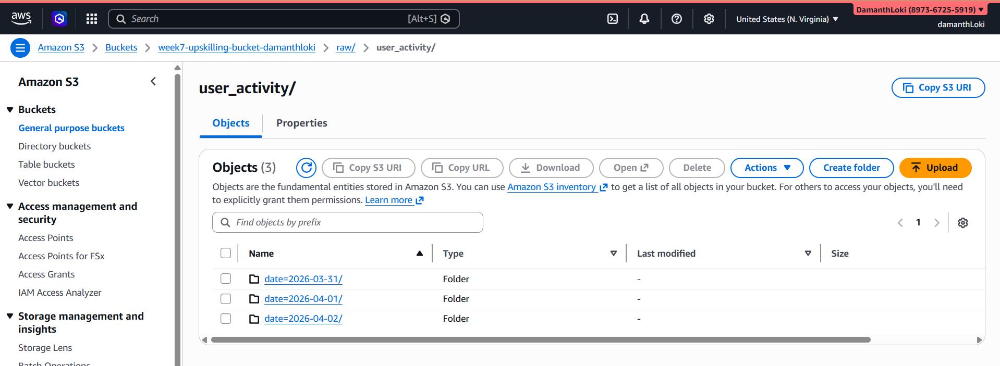 aws
Search
[Alt+S]
United States (N. Virginia)
DamanthLoki (8973-6725-5919)
damanthLoki
Amazon S3
Buckets
week7-upskilling-bucket-damanthloki
raw/
user_activity/
Amazon S3
Buckets
General purpose buckets
Directory buckets
Table buckets
Vector buckets
Access management and
security
Access Points
Access Points for FSx
Access Grants
IAM Access Analyzer
Storage management and
insights
Storage Lens
Batch Operations
user_activity/
Copy S3 URI
Objects
Properties
Objects (3)
Copy S3 URI
Copy URL
Download
Open
Delete
Actions
Create folder
Upload
Objects are the fundamental entities stored in Amazon S3. You can use Amazon S3 inventory to get a list of all objects in your bucket. For others to access your objects, you'll need
to explicitly grant them permissions. Learn more
Find objects by prefix
1
Name
Type
Last modified
Size
date=2026-03-31/
Folder
-
date=2026-04-01/
Folder
-
date=2026-04-02/
Folder
-